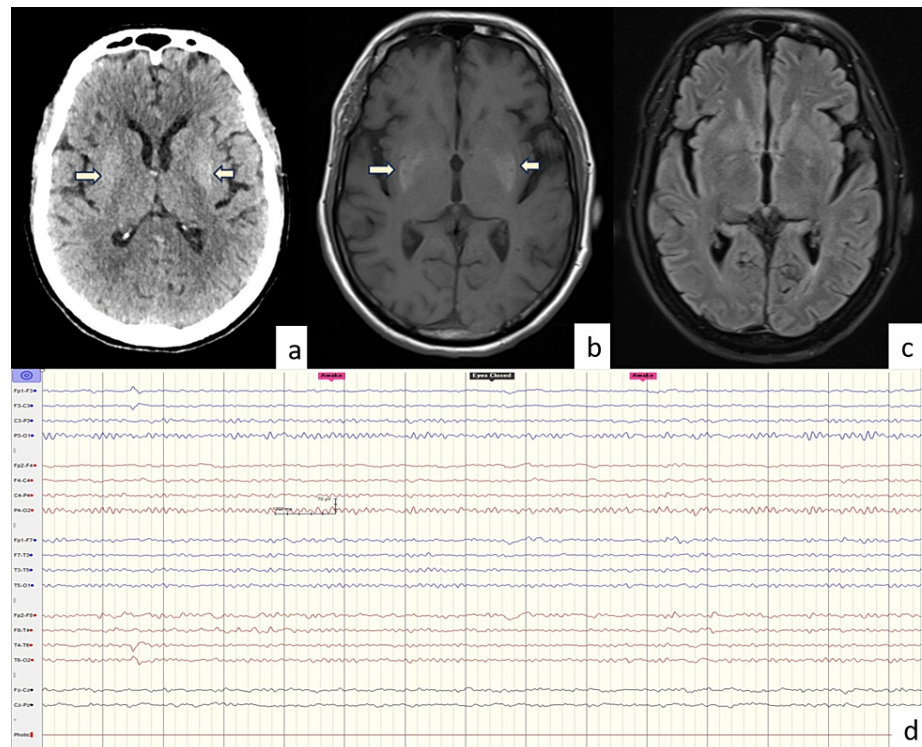 a
b
c
Awake
Eyes Closed
Awake
Fp1-F3
F3-C3
C3-P3
P3-O1
Fp2-F4
F4-C4
C4-P4
P4-O2
Fp1-F7
F7-T3
T3-T5
T5-O1
Fp2-F8
F8-T4
T4-T6
T6-O2
Fz-Cz
Cz-Pz
Photic
d